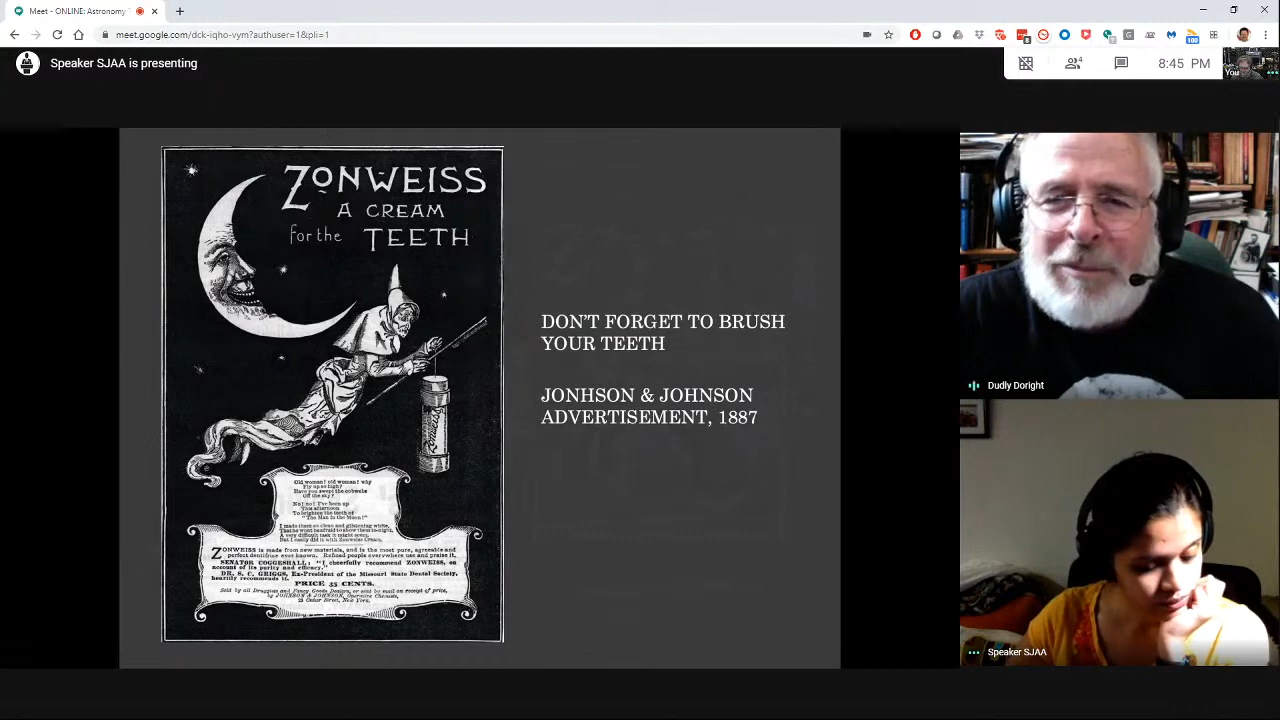 Meet - ONLINE: Astronomy
meet.google.com/dck-iqho-vym?authuser=1&pli=1
100
Speaker SJAA is presenting
4
8:45 PM
You
ZONWEISS
A CREAM
for the TEETH
Zonweiss
DON'T FORGET TO BRUSH
YOUR TEETH
JONHSON & JOHNSON
ADVERTISEMENT, 1887
Old woman! old woman! why
Fly up so high?
Have you swept the cobwebs
Off the sky?
No! no! I've been up
This afternoon
To brighten the teeth of
"The Man in the Moon!"
I made them so clean and glistening white,
That he wont be afraid to show them to-night,
A very difficult task it might seem,
But I easily did it with Zonweiss Cream.
ZONWEISS is made from new materials, and is the most pure, agreeable and
perfect dentifrice ever known. Refined people everywhere use and praise it.
SENATOR COGGESHALL: "I cheerfully recommend ZONWEISS, on
account of its purity and efficacy."
DR. S. C. GRIGGS, Ex-President of the Missouri State Dental Society,
heartily recommends it.
PRICE 35 CENTS.
Sold by all Druggists and Fancy Goods Dealers, or sent by mail on receipt of price,
by JOHNSON & JOHNSON, Operative Chemists,
23 Cedar Street, New York.
Dudly Doright
Speaker SJAA